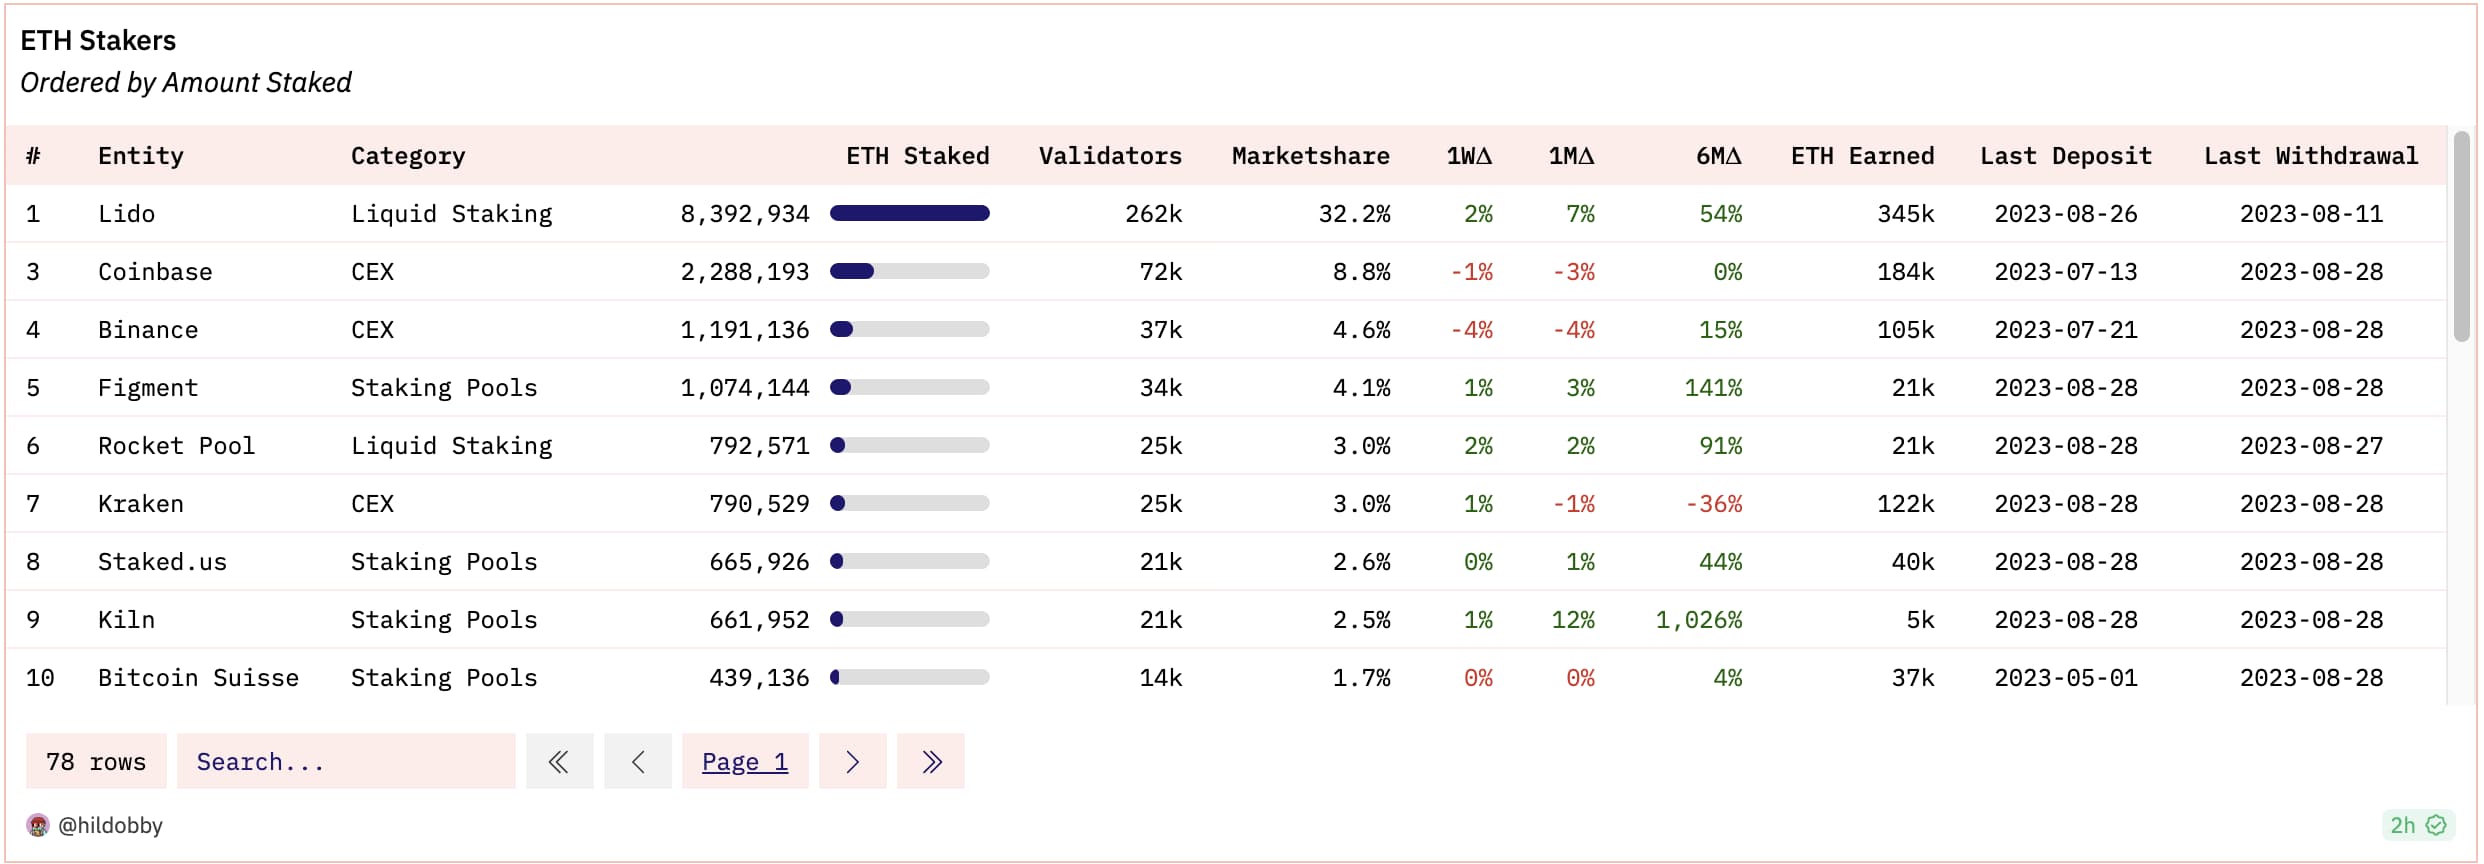 ETH Stakers
Ordered by Amount Staked
# Entity Category ETH Staked Validators Marketshare 1WΔ 1MΔ 6MΔ ETH Earned Last Deposit Last Withdrawal
1 Lido Liquid Staking 8,392,934 262k 32.2% 2% 7% 54% 345k 2023-08-26 2023-08-11
3 Coinbase CEX 2,288,193 72k 8.8% -1% -3% 0% 184k 2023-07-13 2023-08-28
4 Binance CEX 1,191,136 37k 4.6% -4% -4% 15% 105k 2023-07-21 2023-08-28
5 Figment Staking Pools 1,074,144 34k 4.1% 1% 3% 141% 21k 2023-08-28 2023-08-28
6 Rocket Pool Liquid Staking 792,571 25k 3.0% 2% 2% 91% 21k 2023-08-28 2023-08-27
7 Kraken CEX 790,529 25k 3.0% 1% -1% -36% 122k 2023-08-28 2023-08-28
8 Staked.us Staking Pools 665,926 21k 2.6% 0% 1% 44% 40k 2023-08-28 2023-08-28
9 Kiln Staking Pools 661,952 21k 2.5% 1% 12% 1,026% 5k 2023-08-28 2023-08-28
10 Bitcoin Suisse Staking Pools 439,136 14k 1.7% 0% 0% 4% 37k 2023-05-01 2023-08-28
78 rows Search... Page 1
@hildobby 2h